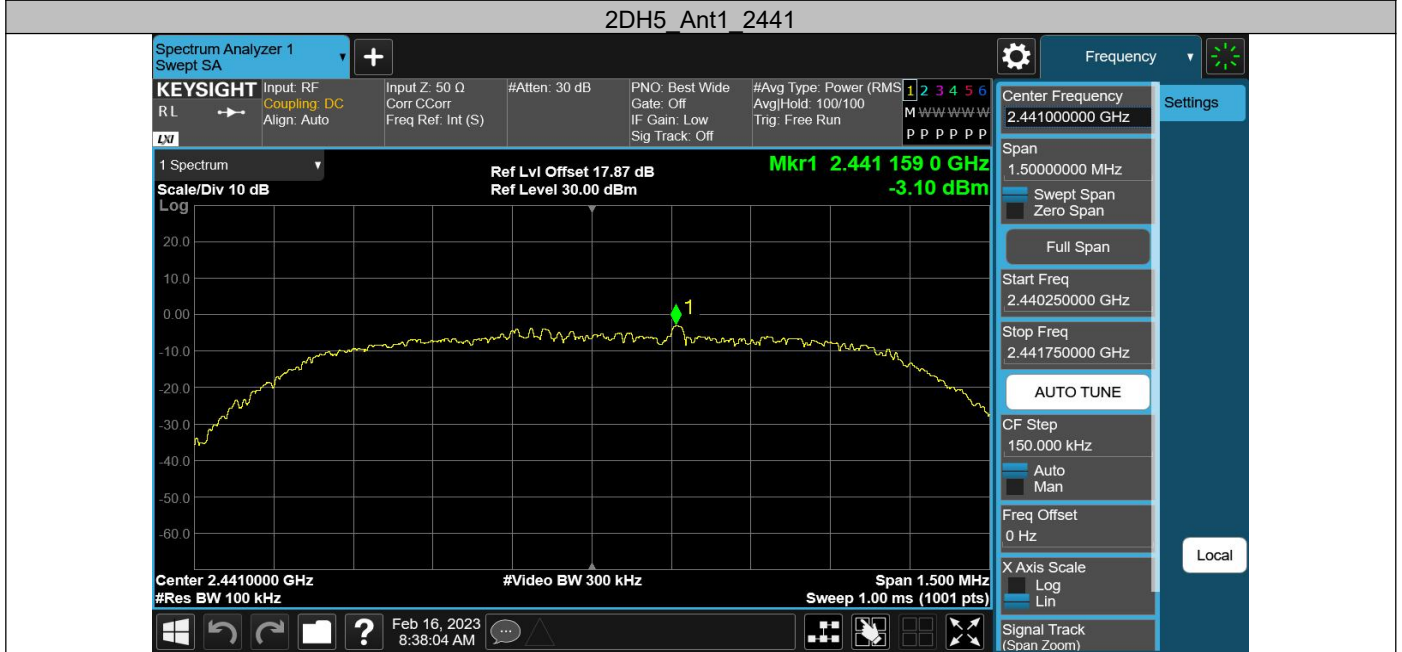 2DH5_Ant1_2441
Spectrum Analyzer 1
Swept SA
+
Frequency
KEYSIGHT
RL
LXI
Input: RF
Coupling: DC
Align: Auto
Input Z: 50 Ω
Corr CCorr
Freq Ref: Int (S)
#Atten: 30 dB
PNO: Best Wide
Gate: Off
IF Gain: Low
Sig Track: Off
#Avg Type: Power (RMS
Avg|Hold: 100/100
Trig: Free Run
1 2 3 4 5 6
M W W W W W
P P P P P P
1 Spectrum
Scale/Div 10 dB
Log
Ref Lvl Offset 17.87 dB
Ref Level 30.00 dBm
Mkr1 2.441 159 0 GHz
-3.10 dBm
20.0
10.0
0.00
-10.0
-20.0
-30.0
-40.0
-50.0
-60.0
1
Center 2.4410000 GHz
#Res BW 100 kHz
#Video BW 300 kHz
Span 1.500 MHz
Sweep 1.00 ms (1001 pts)
Feb 16, 2023
8:38:04 AM
?
Center Frequency
2.441000000 GHz
Settings
Span
1.50000000 MHz
Swept Span
Zero Span
Full Span
Start Freq
2.440250000 GHz
Stop Freq
2.441750000 GHz
AUTO TUNE
CF Step
150.000 kHz
Auto
Man
Freq Offset
0 Hz
Local
X Axis Scale
Log
Lin
Signal Track
(Span Zoom)